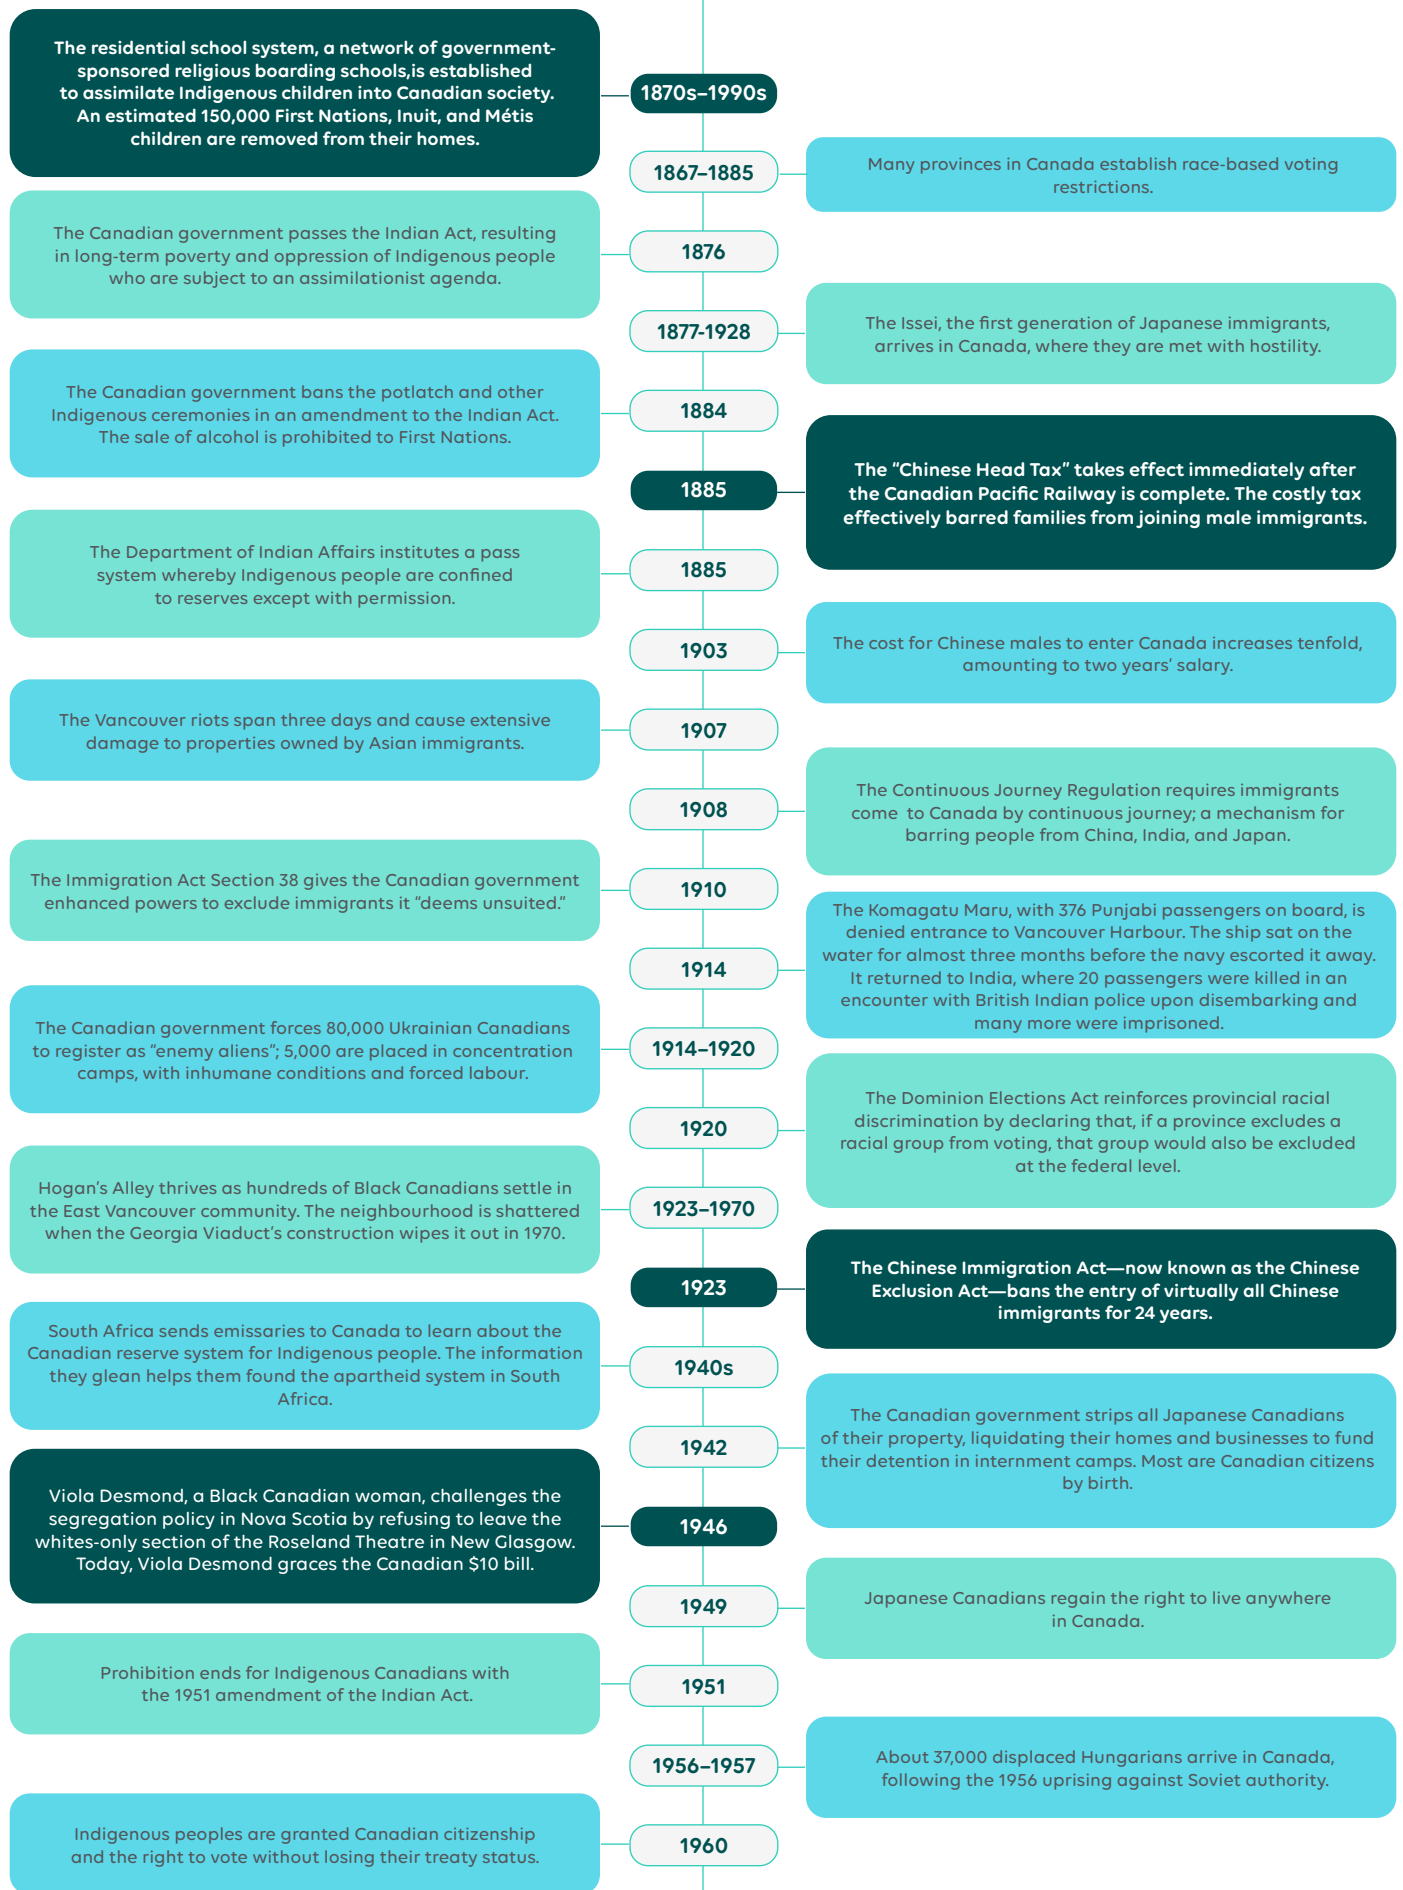 The residential school system, a network of government-
sponsored religious boarding schools,is established
to assimilate Indigenous children into Canadian society.
An estimated 150,000 First Nations, Inuit, and Métis
children are removed from their homes.
1870s–1990s
1867–1885
Many provinces in Canada establish race-based voting
restrictions.
The Canadian government passes the Indian Act, resulting
in long-term poverty and oppression of Indigenous people
who are subject to an assimilationist agenda.
1876
1877-1928
The Issei, the first generation of Japanese immigrants,
arrives in Canada, where they are met with hostility.
The Canadian government bans the potlatch and other
Indigenous ceremonies in an amendment to the Indian Act.
The sale of alcohol is prohibited to First Nations.
1884
1885
The “Chinese Head Tax” takes effect immediately after
the Canadian Pacific Railway is complete. The costly tax
effectively barred families from joining male immigrants.
The Department of Indian Affairs institutes a pass
system whereby Indigenous people are confined
to reserves except with permission.
1885
1903
The cost for Chinese males to enter Canada increases tenfold,
amounting to two years’ salary.
The Vancouver riots span three days and cause extensive
damage to properties owned by Asian immigrants.
1907
1908
The Continuous Journey Regulation requires immigrants
come  to Canada by continuous journey; a mechanism for
barring people from China, India, and Japan.
The Immigration Act Section 38 gives the Canadian government
enhanced powers to exclude immigrants it “deems unsuited.”
1910
1914
The Komagatu Maru, with 376 Punjabi passengers on board, is
denied entrance to Vancouver Harbour. The ship sat on the
water for almost three months before the navy escorted it away.
It returned to India, where 20 passengers were killed in an
encounter with British Indian police upon disembarking and
many more were imprisoned.
The Canadian government forces 80,000 Ukrainian Canadians
to register as “enemy aliens”; 5,000 are placed in concentration
camps, with inhumane conditions and forced labour.
1914–1920
1920
The Dominion Elections Act reinforces provincial racial
discrimination by declaring that, if a province excludes a
racial group from voting, that group would also be excluded
at the federal level.
Hogan’s Alley thrives as hundreds of Black Canadians settle in
the East Vancouver community. The neighbourhood is shattered
when the Georgia Viaduct’s construction wipes it out in 1970.
1923–1970
1923
The Chinese Immigration Act—now known as the Chinese
Exclusion Act—bans the entry of virtually all Chinese
immigrants for 24 years.
South Africa sends emissaries to Canada to learn about the
Canadian reserve system for Indigenous people. The information
they glean helps them found the apartheid system in South
Africa.
1940s
1942
The Canadian government strips all Japanese Canadians
of their property, liquidating their homes and businesses to fund
their detention in internment camps. Most are Canadian citizens
by birth.
Viola Desmond, a Black Canadian woman, challenges the
segregation policy in Nova Scotia by refusing to leave the
whites-only section of the Roseland Theatre in New Glasgow.
Today, Viola Desmond graces the Canadian $10 bill.
1946
1949
Japanese Canadians regain the right to live anywhere
in Canada.
Prohibition ends for Indigenous Canadians with
the 1951 amendment of the Indian Act.
1951
1956–1957
About 37,000 displaced Hungarians arrive in Canada,
following the 1956 uprising against Soviet authority.
Indigenous peoples are granted Canadian citizenship
and the right to vote without losing their treaty status.
1960